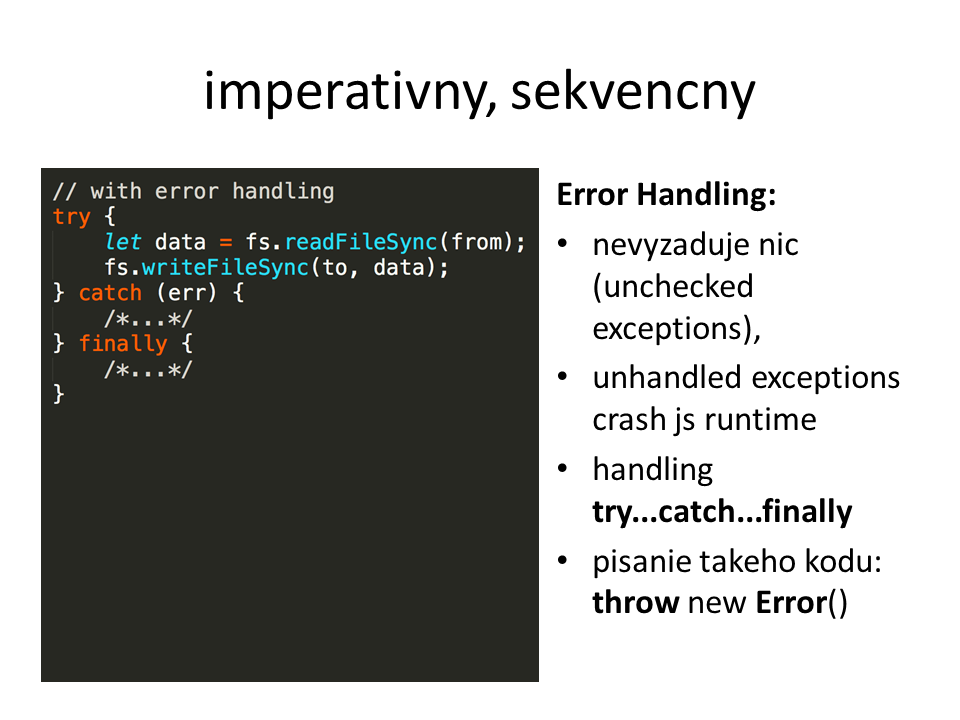 imperativny, sekvencny
// with error handling
try {
    let data = fs.readFileSync(from);
    fs.writeFileSync(to, data);
} catch (err) {
    /*...*/
} finally {
    /*...*/
}
Error Handling:
• nevyzaduje nic
(unchecked
exceptions),
• unhandled exceptions
crash js runtime
• handling
try...catch...finally
• pisanie takeho kodu:
throw new Error()